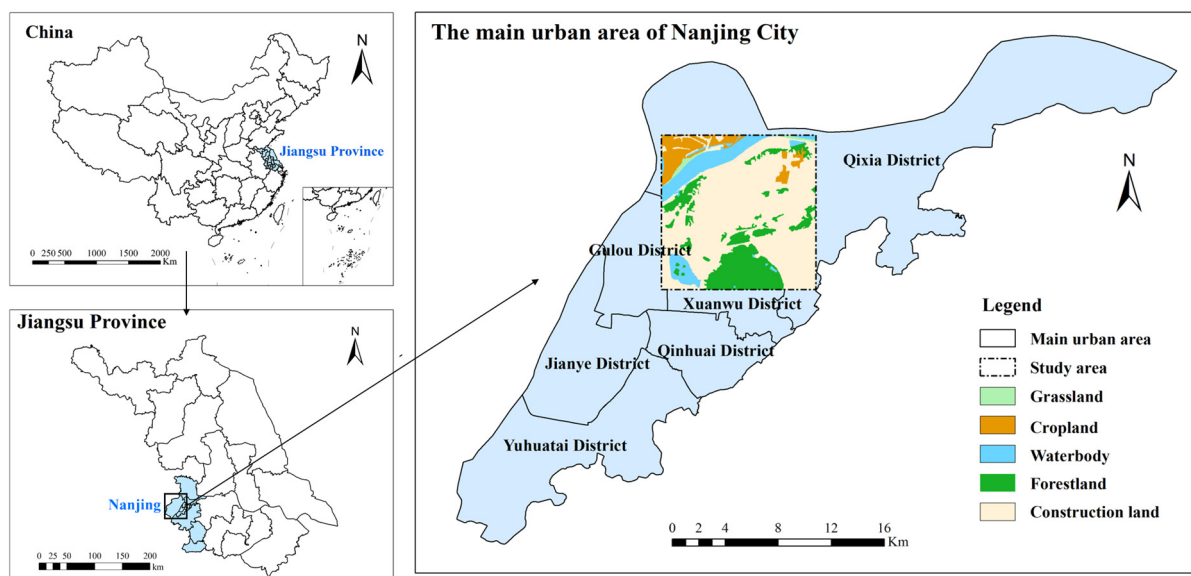 China
N
Jiangsu Province
0 250500 1000 1500 2000
Km
Jiangsu Province
N
Nanjing
0 25 50 100 150 200
km
The main urban area of Nanjing City
Qixia District
N
Gulou District
Xuanwu District
Qinhuai District
Jianye District
Yuhuatai District
Legend
Main urban area
Study area
Grassland
Cropland
Waterbody
Forestland
Construction land
0 2 4 8 12 16
Km